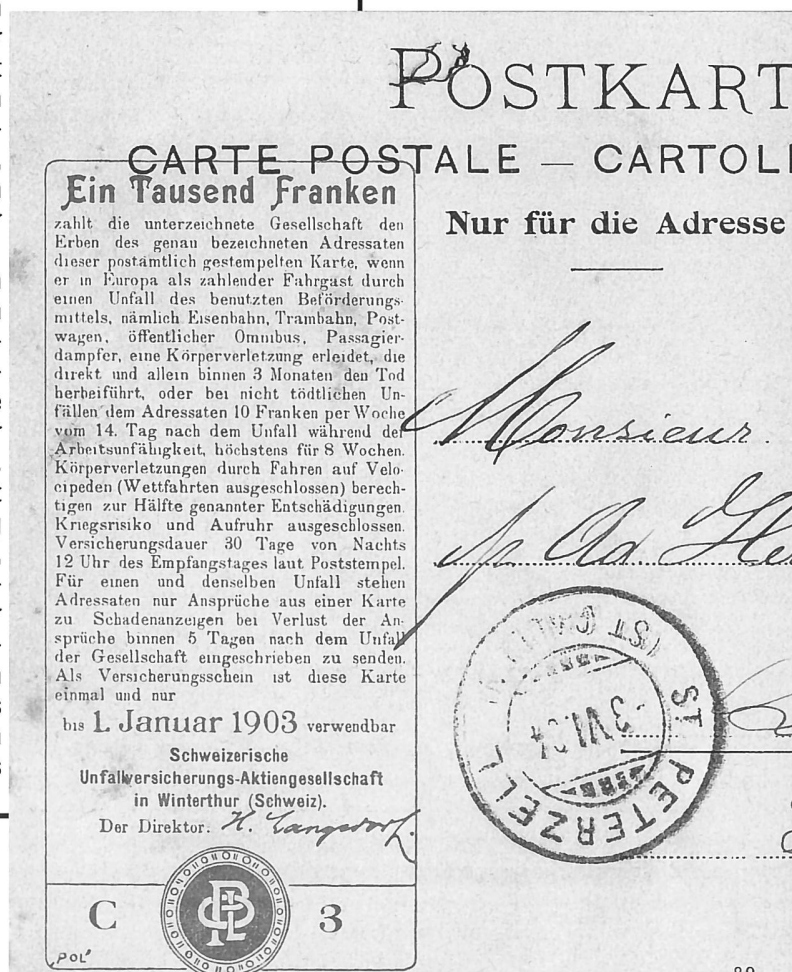 POSTKART
CARTE POSTALE — CARTOLI
Nur für die Adresse
Ein Tausend Franken
zahlt die unterzeichnete Gesellschaft den
Erben des genau bezeichneten Adressaten
dieser postamtlich gestempelten Karte, wenn
er in Europa als zahlender Fahrgast durch
einen Unfall des benutzten Beförderungs-
mittels, nämlich Eisenbahn, Trambahn, Post-
wagen, öffentlicher Omnibus, Passagier-
dampfer, eine Körperverletzung erleidet, die
direkt und allein binnen 3 Monaten den Tod
herbeiführt, oder bei nicht tödtlichen Un-
fällen dem Adressaten 10 Franken per Woche
vom 14. Tag nach dem Unfall während der
Arbeitsunfähigkeit, höchstens für 8 Wochen.
Körperverletzungen durch Fahren auf Velo-
cipeden (Wettfahrten ausgeschlossen) berech-
tigen zur Hälfte genannter Entschädigungen.
Kriegsrisiko und Aufruhr ausgeschlossen.
Versicherungsdauer 30 Tage von Nachts
12 Uhr des Empfangstages laut Poststempel.
Für einen und denselben Unfall stehen
Adressaten nur Ansprüche aus einer Karte
zu Schadenanzeigen bei Verlust der An-
sprüche binnen 5 Tagen nach dem Unfall
der Gesellschaft eingeschrieben zu senden.
Als Versicherungsschein ist diese Karte
einmal und nur
bis 1. Januar 1903 verwendbar
Schweizerische
Unfallversicherungs-Aktiengesellschaft
in Winterthur (Schweiz).
Der Direktor: H. Langsdorf.
C 3
„POL"
Monsieur
p. Ad.
ST PETERZELL
(ST. GALLEN)